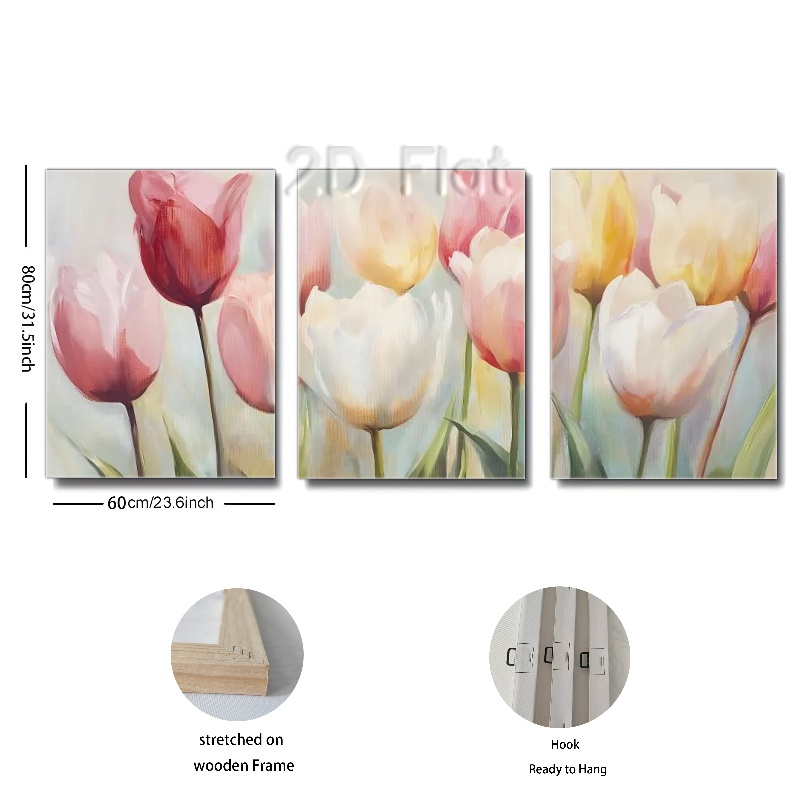 2D Flat
80cm/31.5inch
60cm/23.6inch
stretched on
wooden Frame
Hook
Ready to Hang